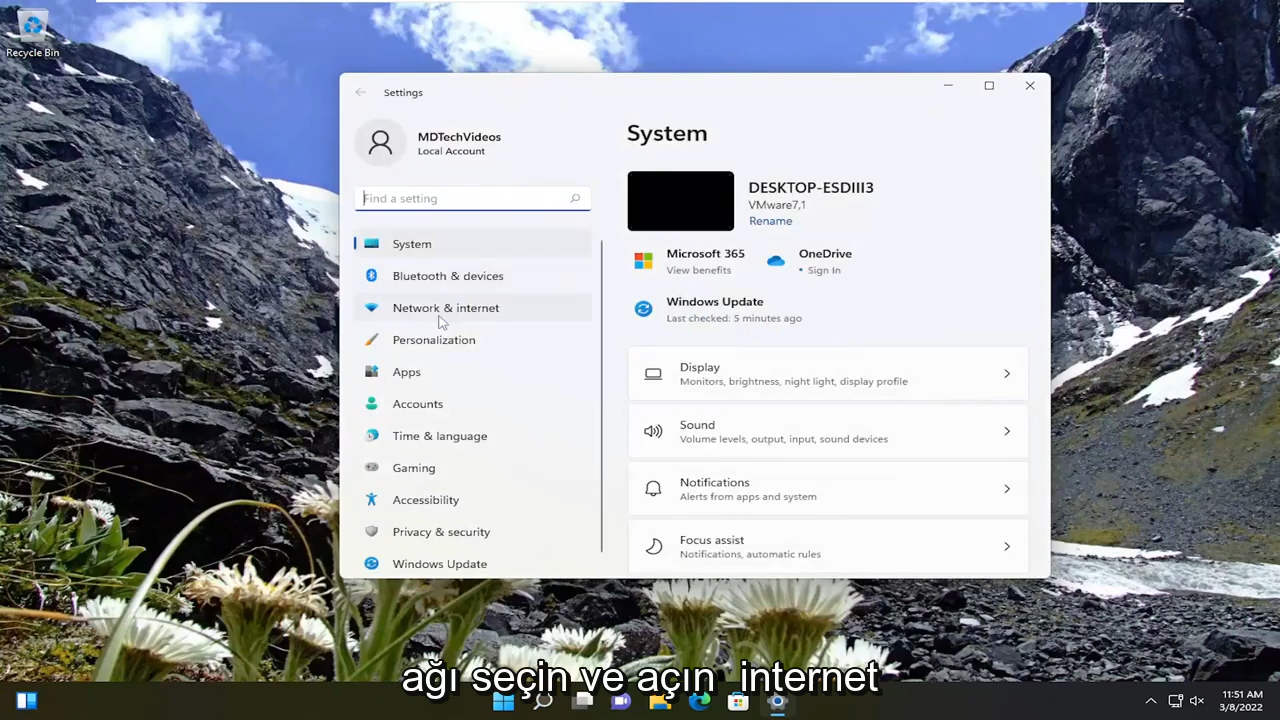 Recycle Bin
Settings
MDTechVideos
Local Account
Find a setting
System
Bluetooth & devices
Network & internet
Personalization
Apps
Accounts
Time & language
Gaming
Accessibility
Privacy & security
Windows Update
System
DESKTOP-ESDIII3
VMware7,1
Rename
Microsoft 365
View benefits
OneDrive
• Sign In
Windows Update
Last checked: 5 minutes ago
Display
Monitors, brightness, night light, display profile
Sound
Volume levels, output, input, sound devices
Notifications
Alerts from apps and system
Focus assist
Notifications, automatic rules
ağı seçin ve açın internet
11:51 AM
3/8/2022